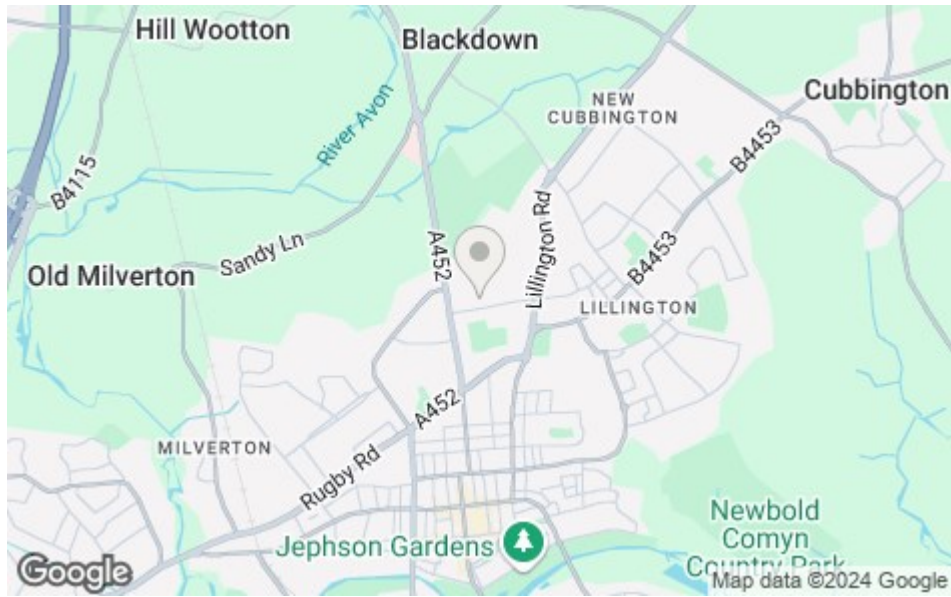 Hill Wootton
Blackdown
Cubbington
NEW
CUBBINGTON
River Avon
B4453
B4115
A452
Lillington Rd
Sandy Ln
B4453
Old Milverton
LILLINGTON
A452
MILVERTON
Rugby Rd
Newbold
Comyn
Country Park
Jephson Gardens
Google
Map data ©2024 Google